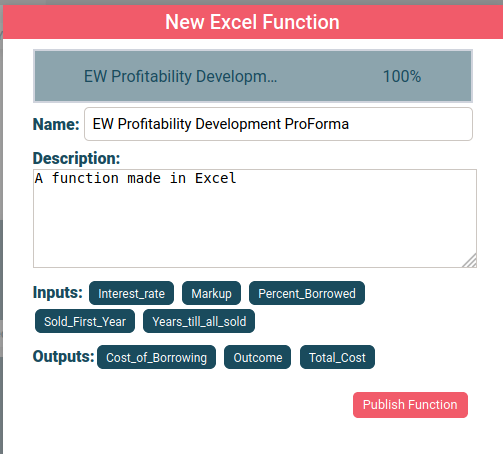 New Excel Function
EW Profitability Developm... 100%
Name: EW Profitability Development ProForma
Description:
A function made in Excel
Inputs: Interest_rate Markup Percent_Borrowed
Sold_First_Year Years_till_all_sold
Outputs: Cost_of_Borrowing Outcome Total_Cost
Publish Function